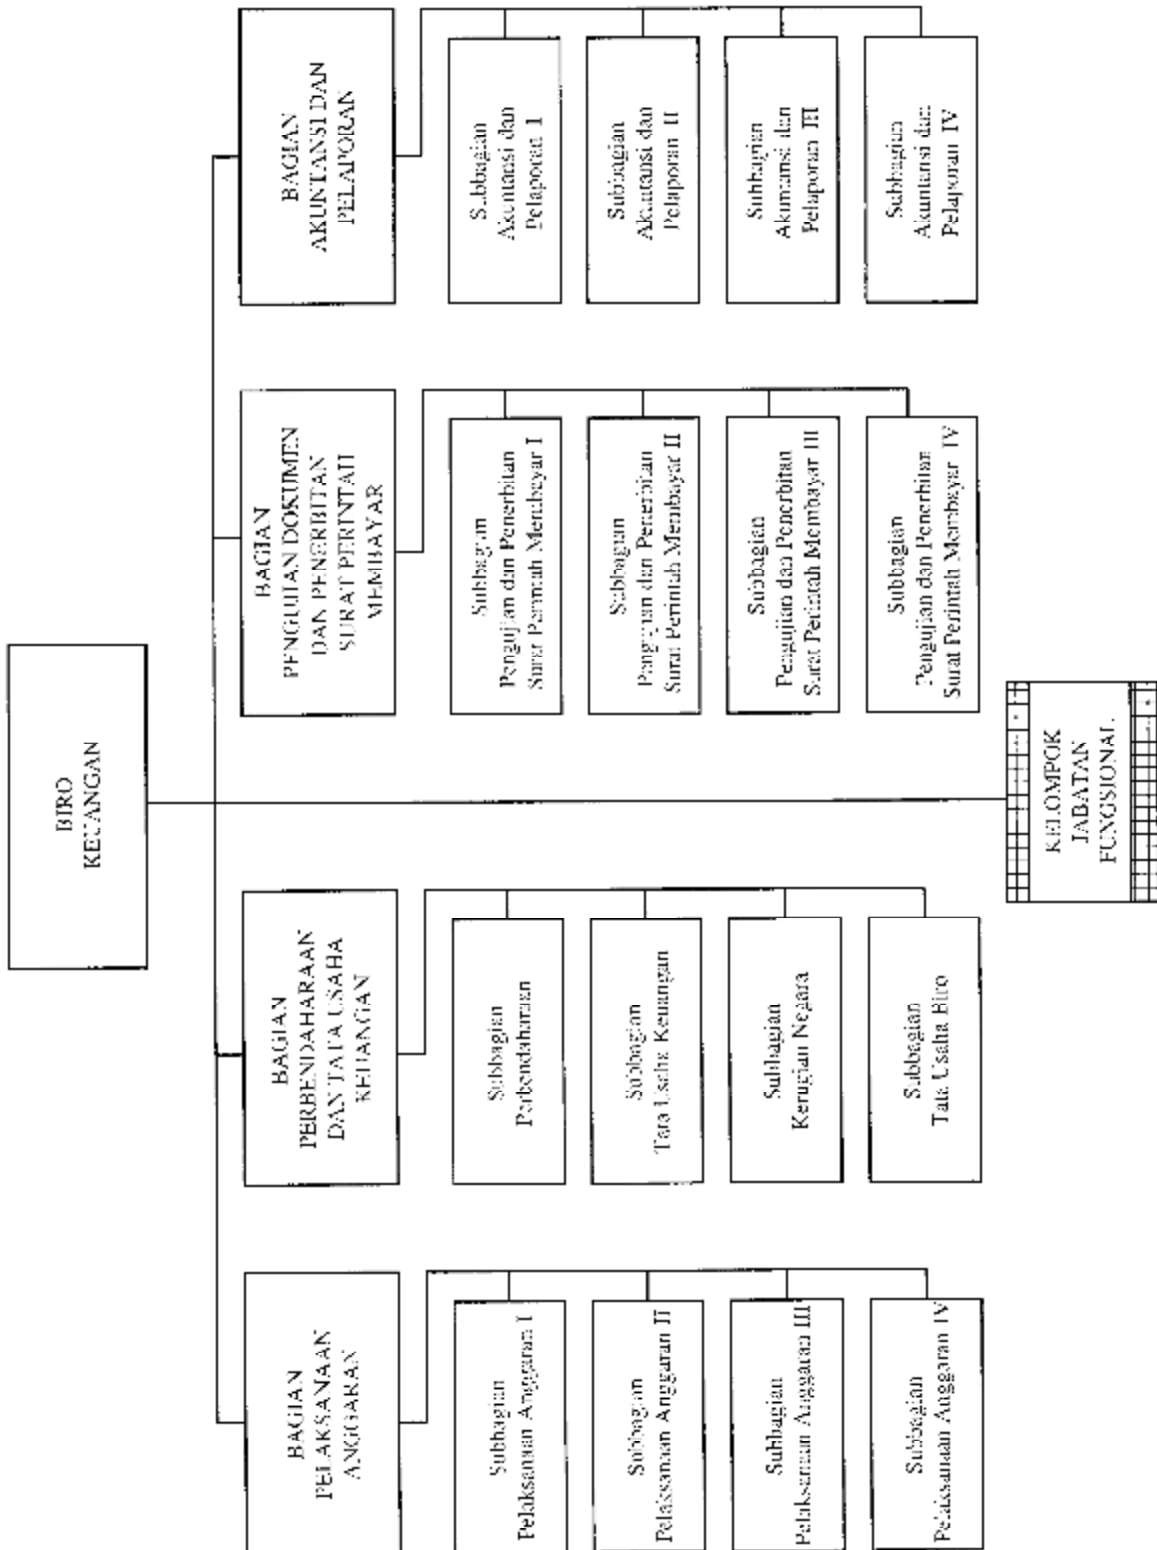 BIRO
KEUANGAN
BAGIAN
PELAKSANAAN
ANGGARAN
Subbagian
Pelaksanaan Anggaran I
Subbagian
Pelaksanaan Anggaran II
Subbagian
Pelaksanaan Anggaran III
Subbagian
Pelaksanaan Anggaran IV
BAGIAN
PERBENDAHARAAN
DAN TATA USAHA
KEUANGAN
Subbagian
Perbendaharaan
Subbagian
Tata Usaha Keuangan
Subbagian
Kerugian Negara
Subbagian
Tata Usaha Biro
BAGIAN
PENGUJIAN DOKUMEN
DAN PENERBITAN
SURAT PERINTAH
MEMBAYAR
Subbagian
Pengujian dan Penerbitan
Surat Perintah Membayar I
Subbagian
Pengujian dan Penerbitan
Surat Perintah Membayar II
Subbagian
Pengujian dan Penerbitan
Surat Perintah Membayar III
Subbagian
Pengujian dan Penerbitan
Surat Perintah Membayar IV
BAGIAN
AKUNTANSI DAN
PELAPORAN
Subbagian
Akuntansi dan
Pelaporan I
Subbagian
Akuntansi dan
Pelaporan II
Subbagian
Akuntansi dan
Pelaporan III
Subbagian
Akuntansi dan
Pelaporan IV
KELOMPOK
JABATAN
FUNGSIONAL